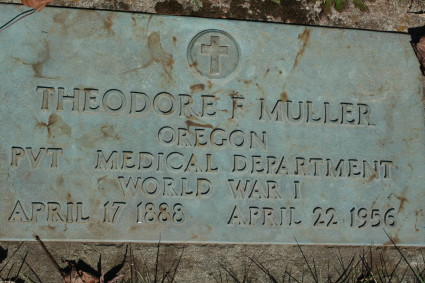 THEODORE F MULLER
OREGON
PVT MEDICAL DEPARTMENT
WORLD WAR I
APRIL 17 1888 APRIL 22 1956